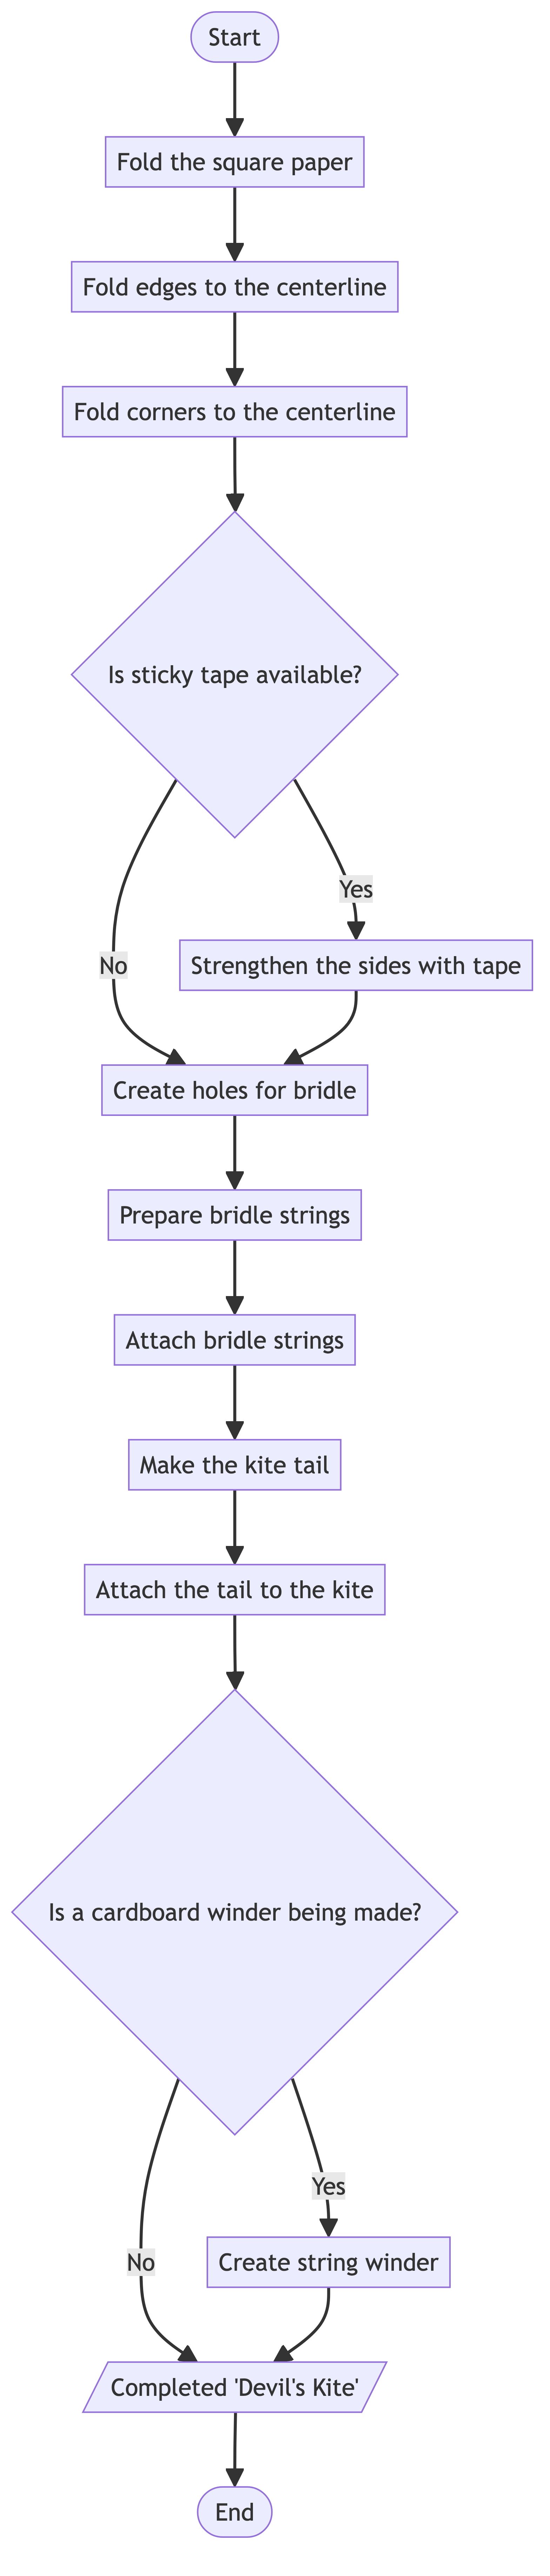 Start
Fold the square paper
Fold edges to the centerline
Fold corners to the centerline
Is sticky tape available?
Yes
No
Strengthen the sides with tape
Create holes for bridle
Prepare bridle strings
Attach bridle strings
Make the kite tail
Attach the tail to the kite
Is a cardboard winder being made?
Yes
No
Create string winder
Completed 'Devil's Kite'
End